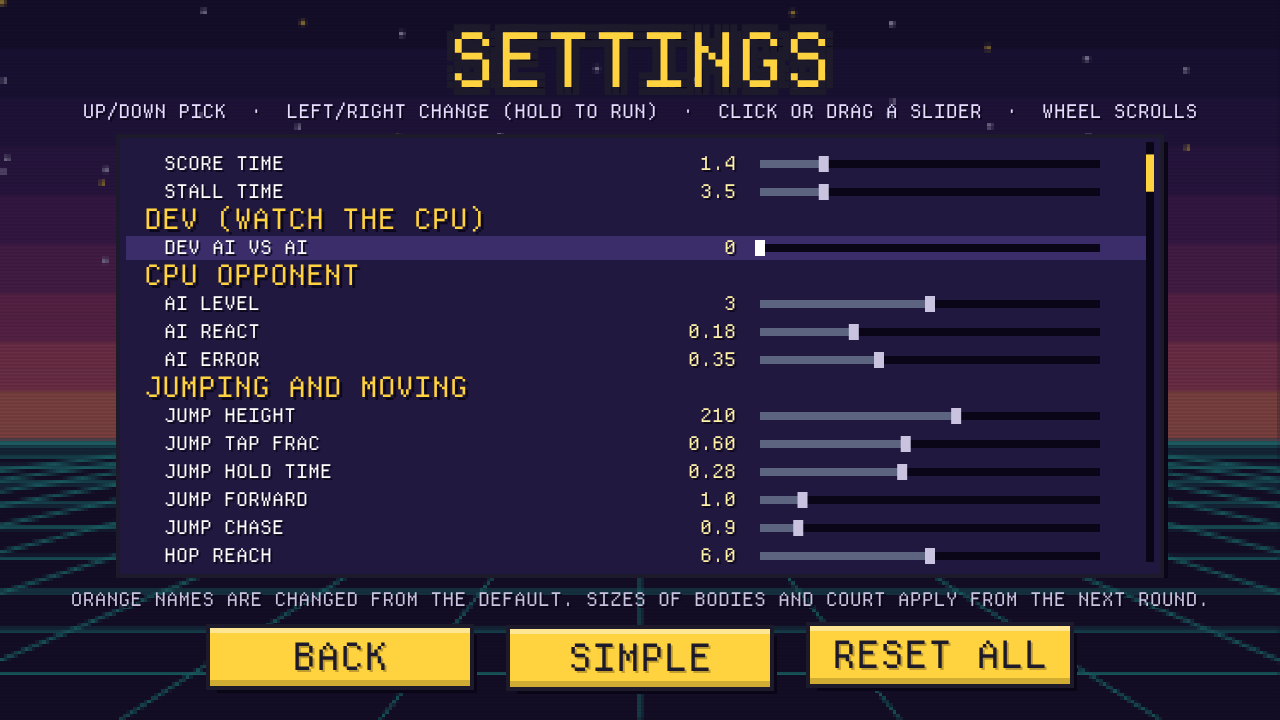 SETTINGS
UP/DOWN PICK · LEFT/RIGHT CHANGE (HOLD TO RUN) · CLICK OR DRAG A SLIDER · WHEEL SCROLLS
SCORE TIME 1.4
STALL TIME 3.5
DEV (WATCH THE CPU)
DEV AI VS AI 0
CPU OPPONENT
AI LEVEL 3
AI REACT 0.18
AI ERROR 0.35
JUMPING AND MOVING
JUMP HEIGHT 210
JUMP TAP FRAC 0.60
JUMP HOLD TIME 0.28
JUMP FORWARD 1.0
JUMP CHASE 0.9
HOP REACH 6.0
ORANGE NAMES ARE CHANGED FROM THE DEFAULT. SIZES OF BODIES AND COURT APPLY FROM THE NEXT ROUND.
BACK SIMPLE RESET ALL